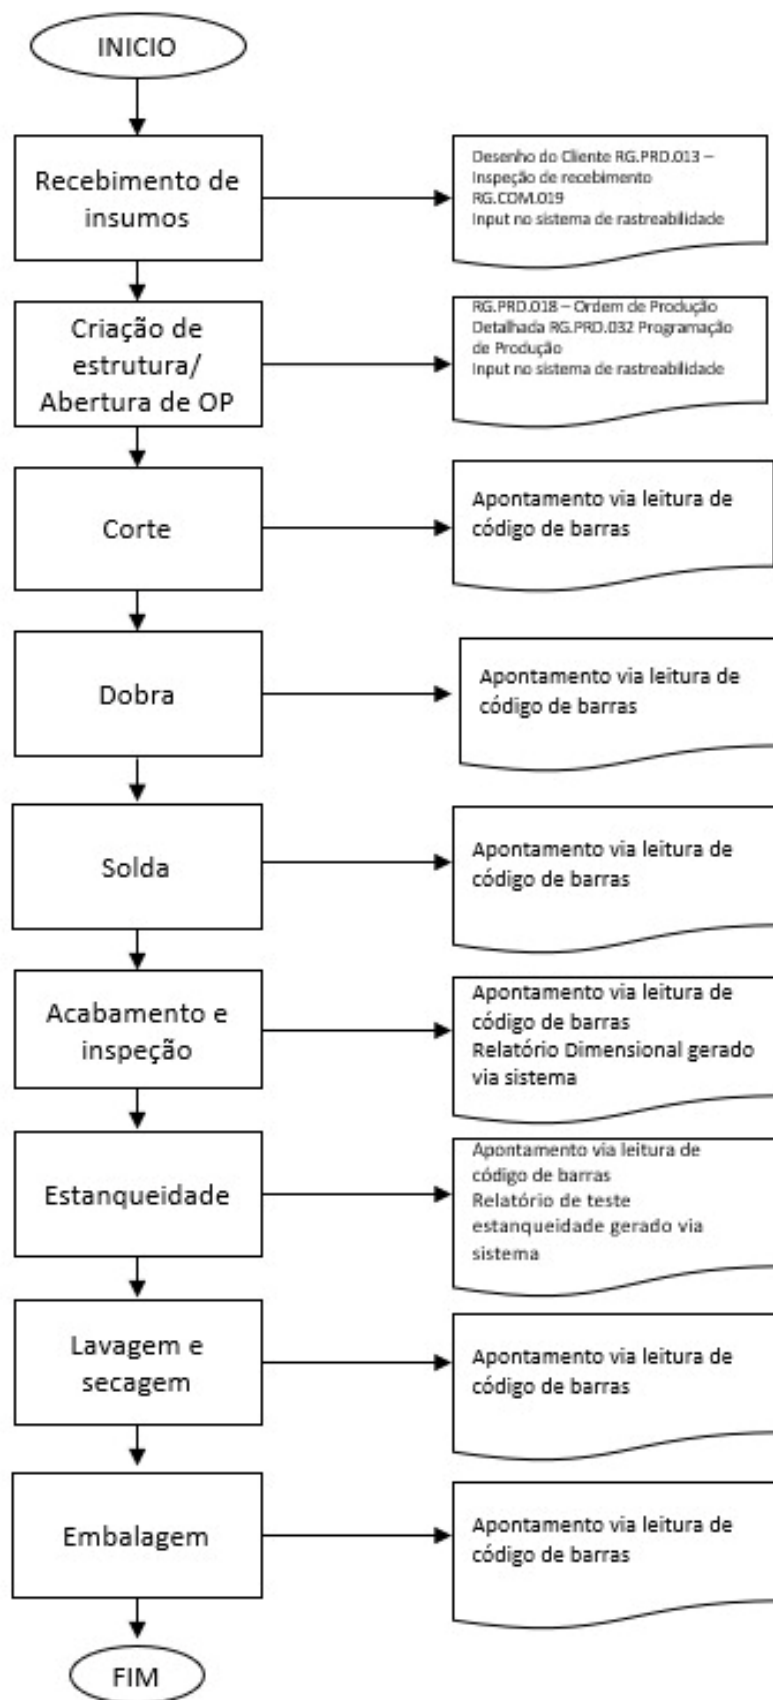 INICIO
Recebimento de
insumos
Desenho do Cliente RG.PRD.013 –
Inspeção de recebimento
RG.COM.019
Input no sistema de rastreabilidade
Criação de
estrutura/
Abertura de OP
RG.PRD.018 – Ordem de Produção
Detalhada RG.PRD.032 Programação
de Produção
Input no sistema de rastreabilidade
Corte
Apontamento via leitura de
código de barras
Dobra
Apontamento via leitura de
código de barras
Solda
Apontamento via leitura de
código de barras
Acabamento e
inspeção
Apontamento via leitura de
código de barras
Relatório Dimensional gerado
via sistema
Estanqueidade
Apontamento via leitura de
código de barras
Relatório de teste
estanqueidade gerado via
sistema
Lavagem e
secagem
Apontamento via leitura de
código de barras
Embalagem
Apontamento via leitura de
código de barras
FIM